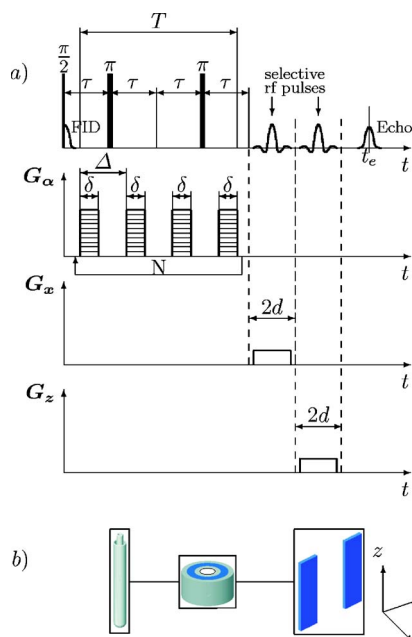 T
π/2
π
π
a)
τ
τ
τ
τ
selective
rf pulses
FID
Echo
t_e
t
G_α
Δ
δ
δ
δ
δ
N
t
G_x
2d
t
G_z
2d
t
b)
z